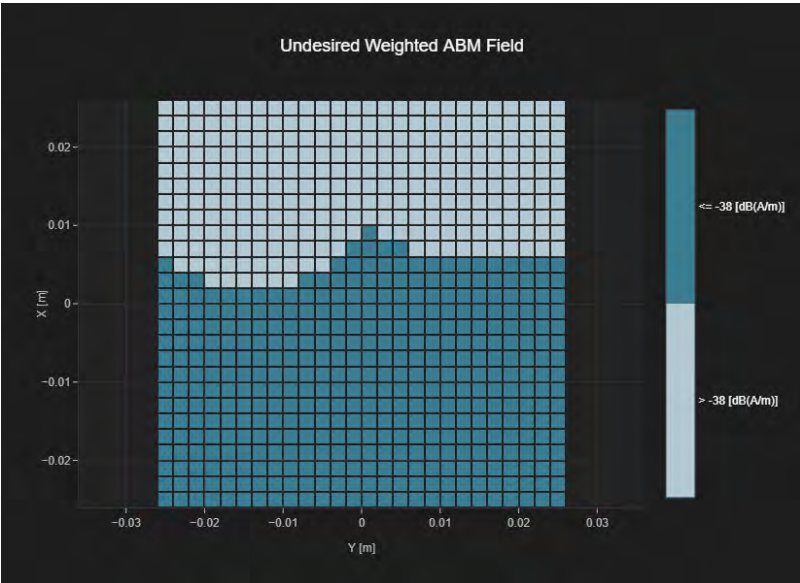 Undesired Weighted ABM Field
0.02
0.01
0
−0.01
−0.02
X [m]
−0.03
−0.02
−0.01
0
0.01
0.02
0.03
Y [m]
<= -38 [dB(A/m)]
> -38 [dB(A/m)]